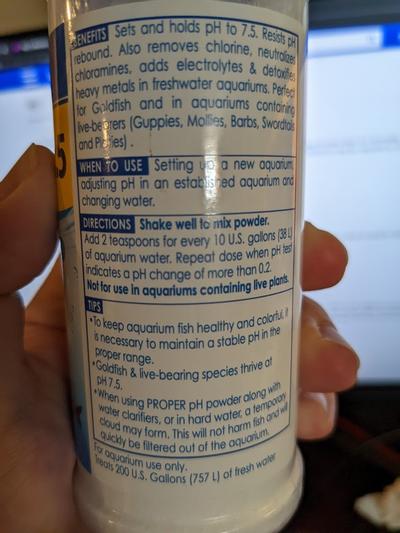 BENEFITS Sets and holds pH to 7.5. Resists pH
rebound. Also removes chlorine, neutralized
chloramines, adds electrolytes & detoxifies
heavy metals in freshwater aquariums. Perfect
for Goldfish and in aquariums containing
live-bearers (Guppies, Mollies, Barbs, Swordtails
and Platies).
WHEN TO USE Setting up a new aquarium,
adjusting pH in an established aquarium and
changing water.
5
DIRECTIONS Shake well to mix powder.
Add 2 teaspoons for every 10 U.S. gallons (38 L)
of aquarium water. Repeat dose when pH test
indicates a pH change of more than 0.2.
Not for use in aquariums containing live plants.
TIPS
•To keep aquarium fish healthy and colorful, it
is necessary to maintain a stable pH in the
proper range.
•Goldfish & live-bearing species thrive at
pH 7.5.
•When using PROPER pH powder along with
water clarifiers, or in hard water, a temporary
cloud may form. This will not harm fish and will
quickly be filtered out of the aquarium.
For aquarium use only.
Treats 200 U.S. Gallons (757 L) of fresh water